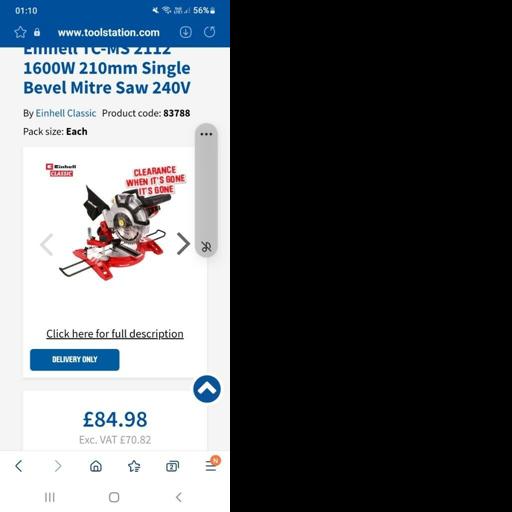 01:10
56%
www.toolstation.com
Einhell TC-MS 2112
1600W 210mm Single
Bevel Mitre Saw 240V
By Einhell Classic Product code: 83788
Pack size: Each
Einhell
CLASSIC
CLEARANCE
WHEN IT'S GONE
IT'S GONE
Click here for full description
DELIVERY ONLY
£84.98
Exc. VAT £70.82
2
N